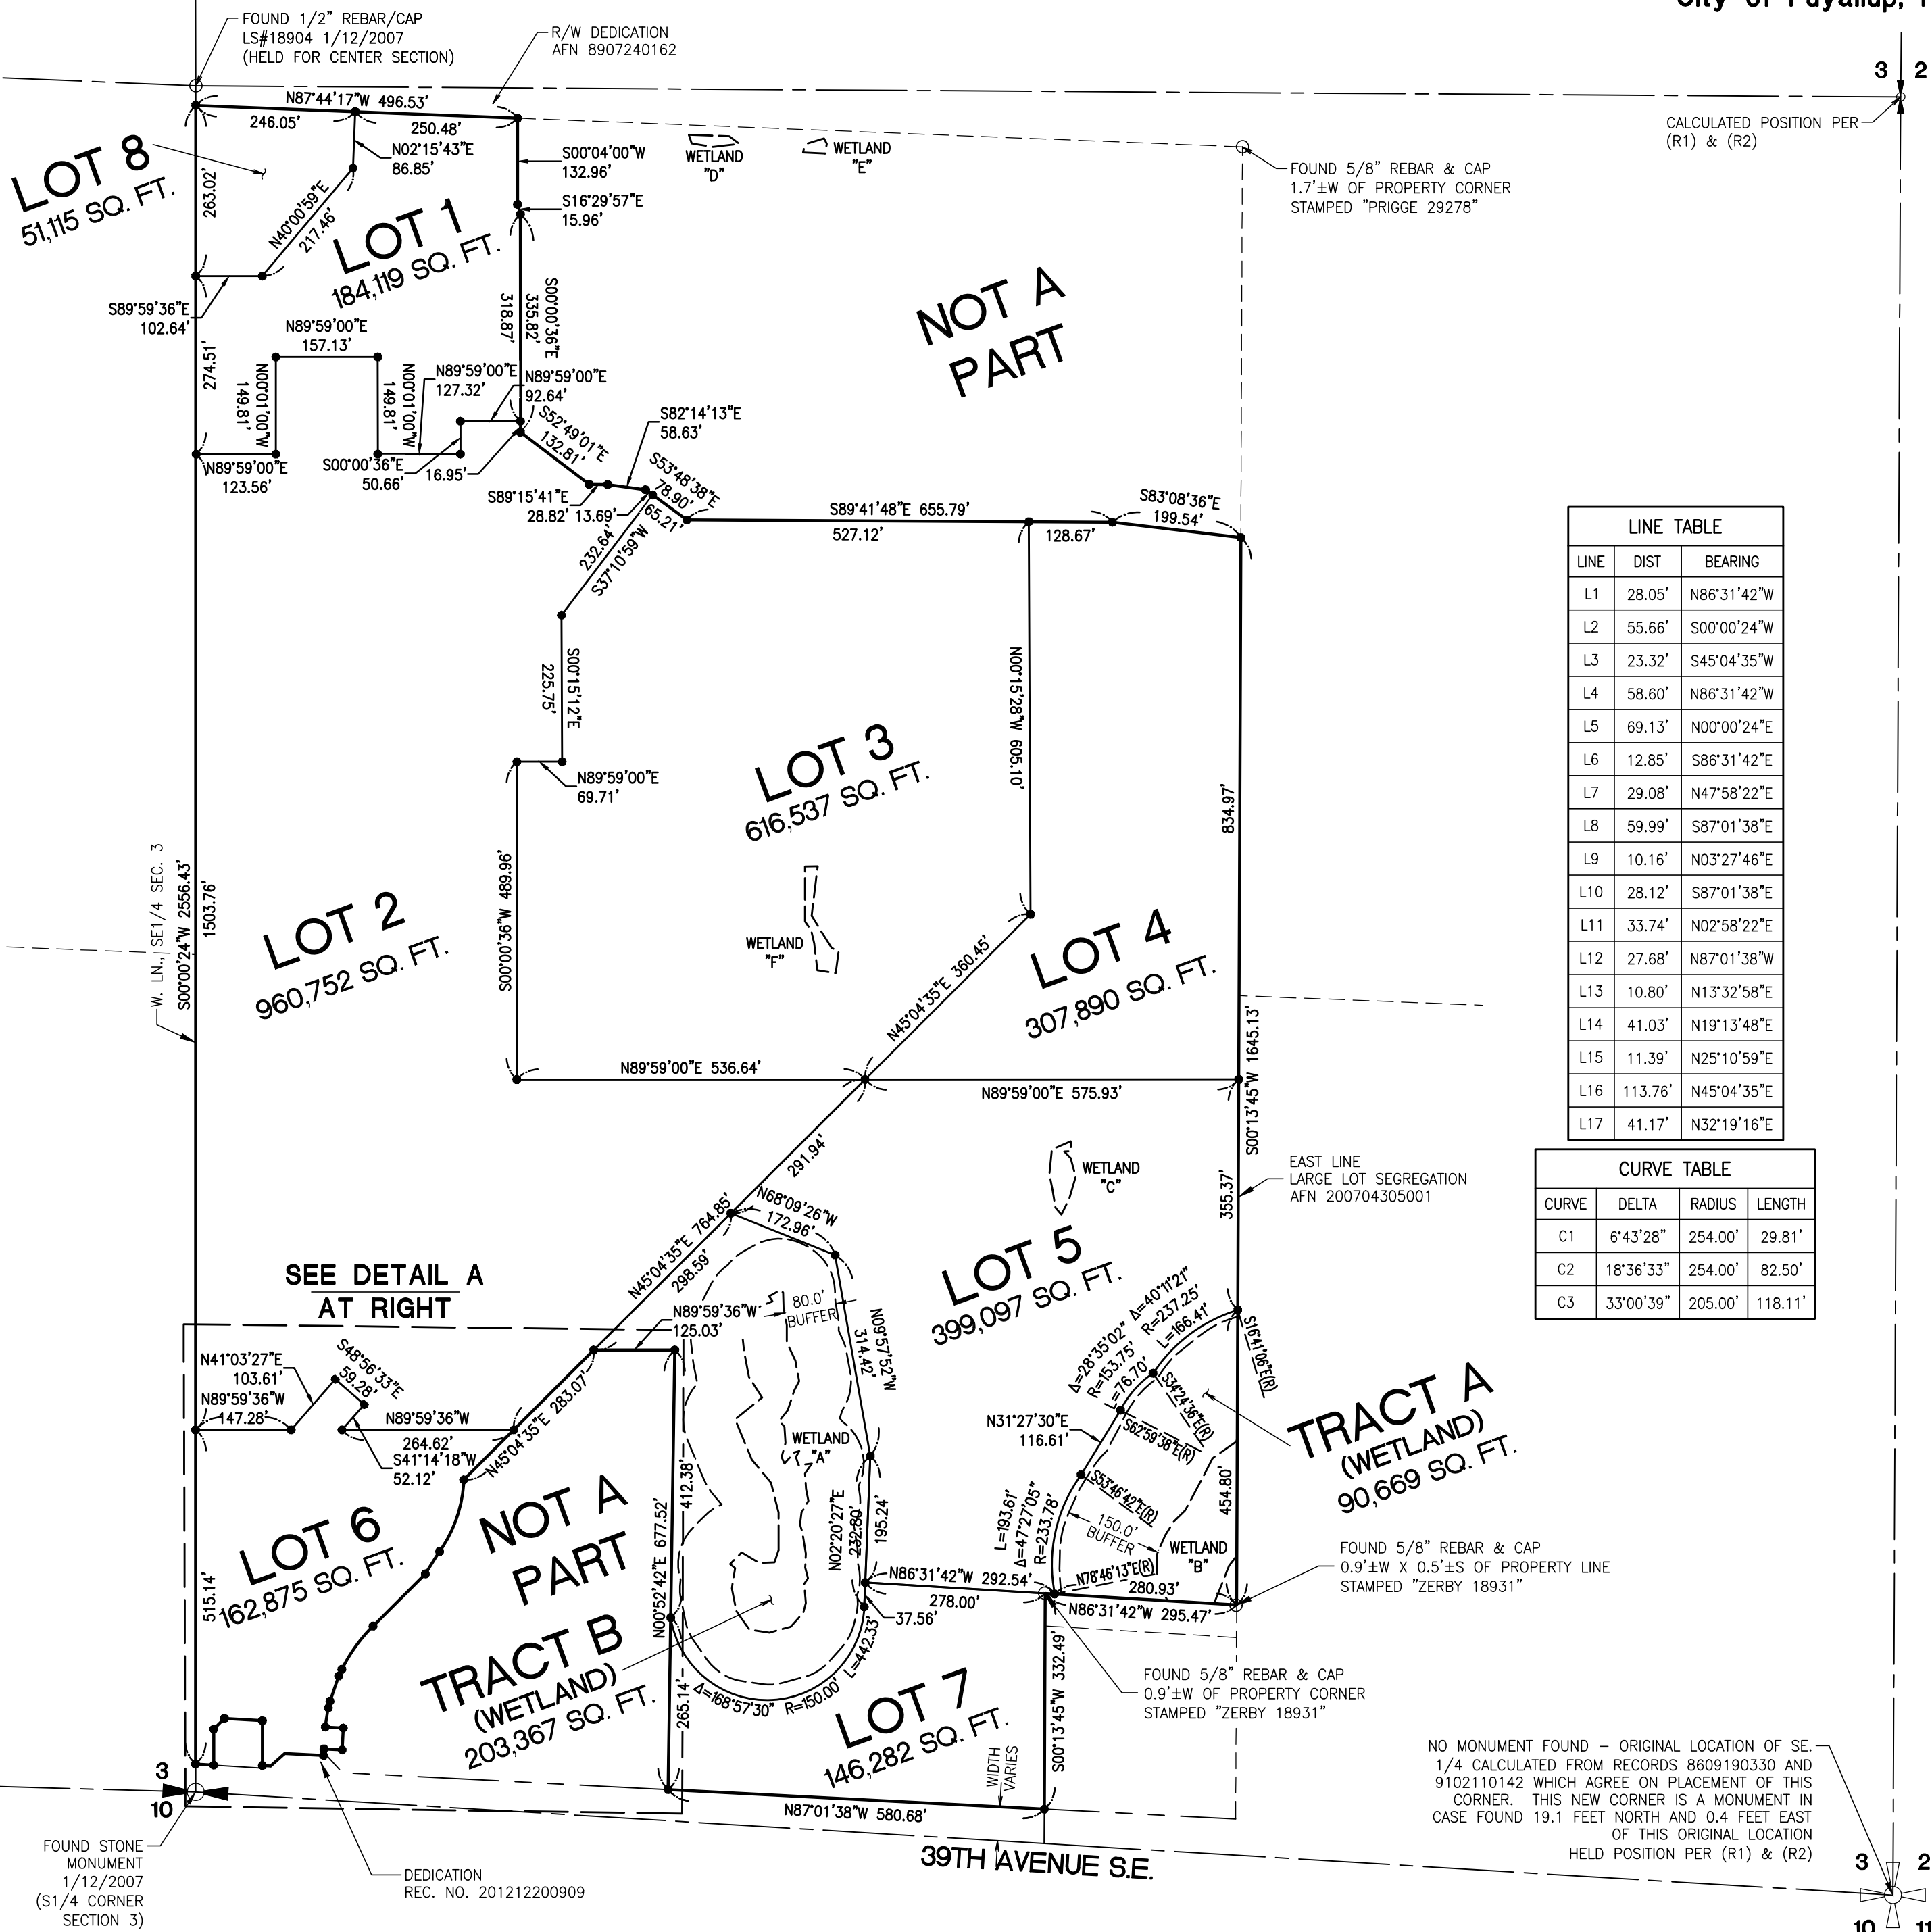 FOUND 1/2" REBAR/CAP
LS#18904 1/12/2007
(HELD FOR CENTER SECTION)
R/W DEDICATION
AFN 8907240162
3 2
CALCULATED POSITION PER
(R1) & (R2)
N87°44'17"W 496.53'
246.05'
250.48'
N02°15'43"E
86.85'
S00°04'00"W
132.96'
S16°29'57"E
15.96'
WETLAND
"D"
WETLAND
"E"
FOUND 5/8" REBAR & CAP
1.7'±W OF PROPERTY CORNER
STAMPED "PRIGGE 29278"
LOT 8
51,115 SQ. FT.
263.02'
N40°00'59"E
217.46'
LOT 1
184,119 SQ. FT.
S89°59'36"E
102.64'
274.51'
N89°59'00"E
157.13'
N00°01'00"W
149.81'
N00°01'00"W
149.81'
N89°59'00"E
127.32'
N89°59'00"E
92.64'
S00°00'36"E
335.82'
318.87'
N89°59'00"E
123.56'
S00°00'36"E
50.66'
16.95'
S52°49'01"E
132.81'
S82°14'13"E
58.63'
S89°15'41"E
28.82'
13.69'
S53°48'38"E
78.90'
65.21'
NOT A
PART
S89°41'48"E 655.79'
527.12'
128.67'
S83°08'36"E
199.54'
232.64'
S37°10'59"W
S00°15'12"E
225.75'
N89°59'00"E
69.71'
N00°15'28"W 605.10'
834.97'
LOT 3
616,537 SQ. FT.
S00°00'36"W 489.96'
WETLAND
"F"
W. LN., SE1/4 SEC. 3
S00°00'24"W 2556.43'
1503.76'
LOT 2
960,752 SQ. FT.
N45°04'35"E 360.45'
LOT 4
307,890 SQ. FT.
N89°59'00"E 536.64'
N89°59'00"E 575.93'
S00°13'45"W 1645.13'
LINE TABLE
LINE DIST BEARING
L1 28.05' N86°31'42"W
L2 55.66' S00°00'24"W
L3 23.32' S45°04'35"W
L4 58.60' N86°31'42"W
L5 69.13' N00°00'24"E
L6 12.85' S86°31'42"E
L7 29.08' N47°58'22"E
L8 59.99' S87°01'38"E
L9 10.16' N03°27'46"E
L10 28.12' S87°01'38"E
L11 33.74' N02°58'22"E
L12 27.68' N87°01'38"W
L13 10.80' N13°32'58"E
L14 41.03' N19°13'48"E
L15 11.39' N25°10'59"E
L16 113.76' N45°04'35"E
L17 41.17' N32°19'16"E
CURVE TABLE
CURVE DELTA RADIUS LENGTH
C1 6°43'28" 254.00' 29.81'
C2 18°36'33" 254.00' 82.50'
C3 33°00'39" 205.00' 118.11'
EAST LINE
LARGE LOT SEGREGATION
AFN 200704305001
355.37'
WETLAND
"C"
291.94'
N68°09'26"W
172.96'
N45°04'35"E 764.85'
298.59'
LOT 5
399,097 SQ. FT.
SEE DETAIL A
AT RIGHT
N89°59'36"W
125.03'
80.0'
BUFFER
N09°57'52"W
314.42'
N41°03'27"E
103.61'
S48°56'33"E
59.28'
N89°59'36"W
147.28'
N89°59'36"W
264.62'
S41°14'18"W
52.12'
N45°04'35"E 283.07'
WETLAND
"A"
Δ=40°11'21"
R=237.25'
L=166.41'
Δ=28°35'02"
R=153.75'
L=76.70'
S16°41'06"E(R)
S34°24'36"E(R)
S62°59'38"E(R)
N31°27'30"E
116.61'
S53°46'42"E(R)
TRACT A
(WETLAND)
90,669 SQ. FT.
454.80'
LOT 6
162,875 SQ. FT.
515.14'
NOT A
PART
N00°52'42"E 677.52'
412.38'
N02°20'27"E
232.80'
195.24'
L=193.61'
Δ=47°27'05"
R=233.78'
150.0'
BUFFER
WETLAND
"B"
N78°46'13"E(R)
280.93'
N86°31'42"W 295.47'
N86°31'42"W 292.54'
278.00'
37.56'
FOUND 5/8" REBAR & CAP
0.9'±W X 0.5'±S OF PROPERTY LINE
STAMPED "ZERBY 18931"
TRACT B
(WETLAND)
203,367 SQ. FT.
265.14'
Δ=168°57'30" R=150.00' L=442.33'
LOT 7
146,282 SQ. FT.
S00°13'45"W 332.49'
FOUND 5/8" REBAR & CAP
0.9'±W OF PROPERTY CORNER
STAMPED "ZERBY 18931"
WIDTH
VARIES
N87°01'38"W 580.68'
39TH AVENUE S.E.
3
10
FOUND STONE
MONUMENT
1/12/2007
(S1/4 CORNER
SECTION 3)
DEDICATION
REC. NO. 201212200909
NO MONUMENT FOUND – ORIGINAL LOCATION OF SE.
1/4 CALCULATED FROM RECORDS 8609190330 AND
9102110142 WHICH AGREE ON PLACEMENT OF THIS
CORNER. THIS NEW CORNER IS A MONUMENT IN
CASE FOUND 19.1 FEET NORTH AND 0.4 FEET EAST
OF THIS ORIGINAL LOCATION
HELD POSITION PER (R1) & (R2)
3 2
10 11